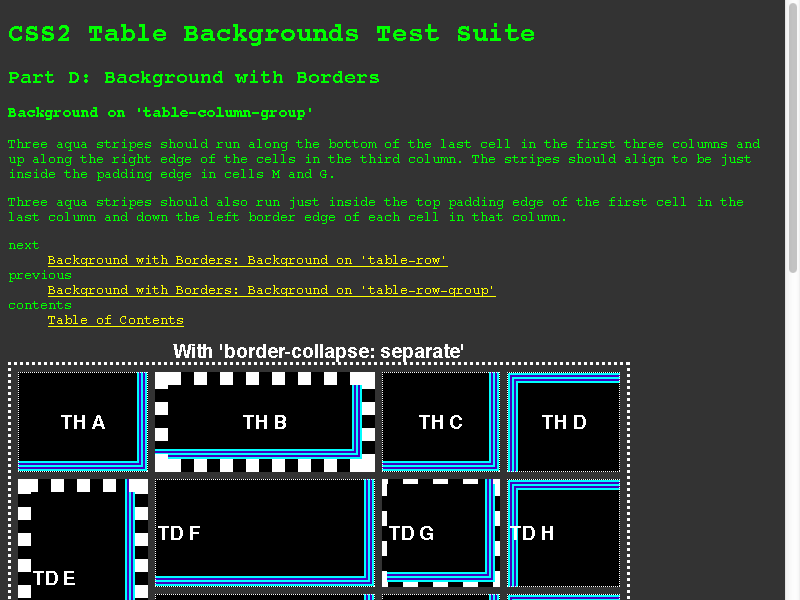 CSS2 Table Backgrounds Test Suite
Part D: Background with Borders
Background on 'table-column-group'
Three aqua stripes should run along the bottom of the last cell in the first three columns and
up along the right edge of the cells in the third column. The stripes should align to be just
inside the padding edge in cells M and G.
Three aqua stripes should also run just inside the top padding edge of the first cell in the
last column and down the left border edge of each cell in that column.
next
Background with Borders: Background on 'table-row'
previous
Background with Borders: Background on 'table-row-group'
contents
Table of Contents
With 'border-collapse: separate'
TH A
TH B
TH C
TH D
TD E
TD F
TD G
TD H